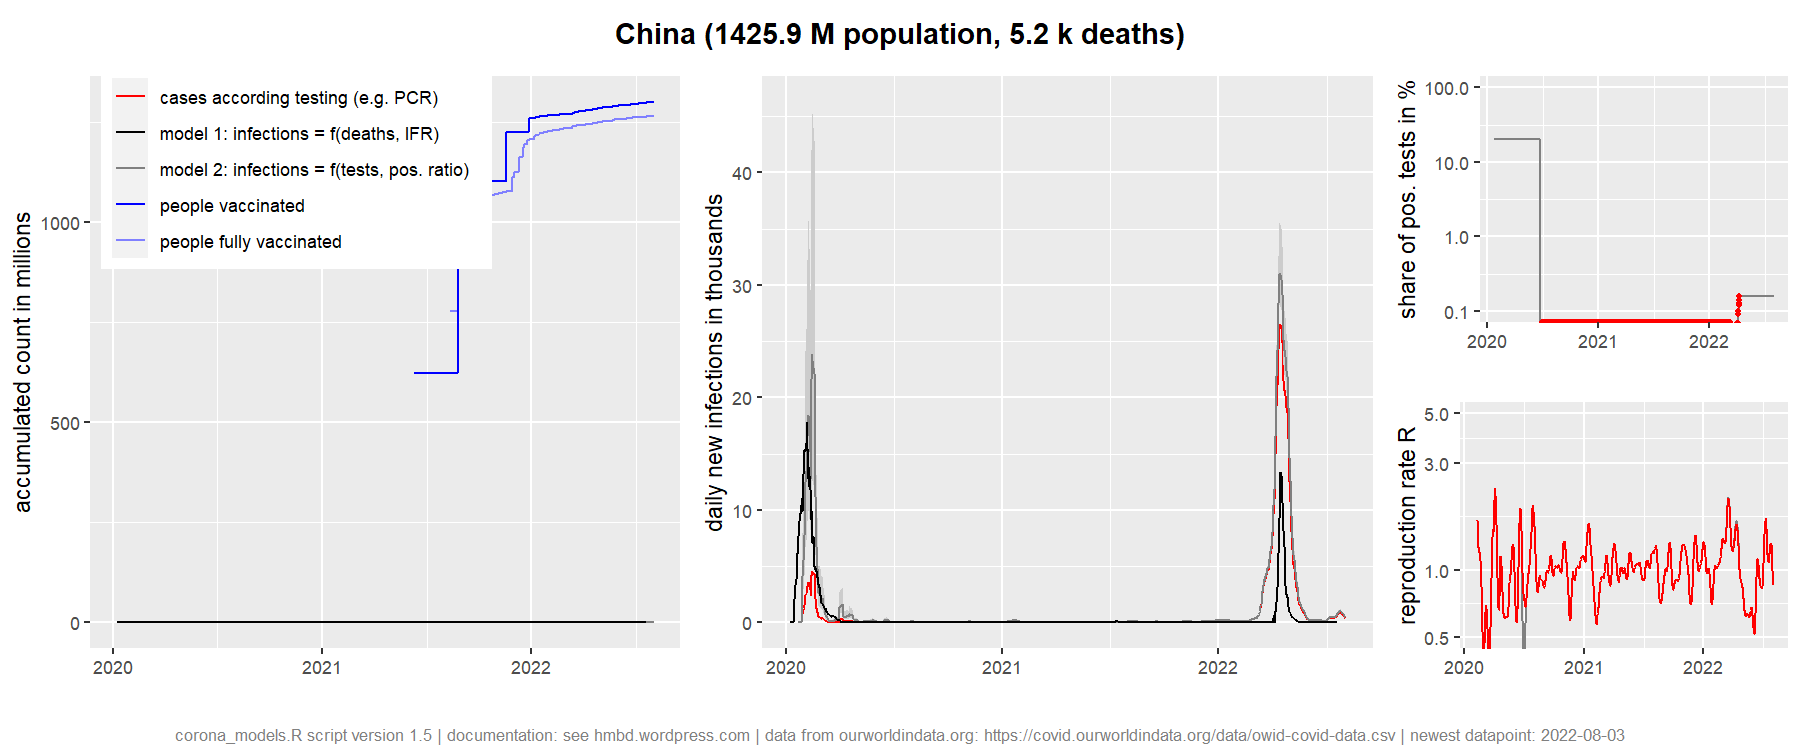 China (1425.9 M population, 5.2 k deaths)
accumulated count in millions
1000
500
0
2020 2021 2022
cases according testing (e.g. PCR)
model 1: infections = f(deaths, IFR)
model 2: infections = f(tests, pos. ratio)
people vaccinated
people fully vaccinated
daily new infections in thousands
40
30
20
10
0
2020 2021 2022
share of pos. tests in %
100.0
10.0
1.0
0.1
2020 2021 2022
reproduction rate R
5.0
3.0
1.0
0.5
2020 2021 2022
corona_models.R script version 1.5 | documentation: see hmbd.wordpress.com | data from ourworldindata.org: https://covid.ourworldindata.org/data/owid-covid-data.csv | newest datapoint: 2022-08-03